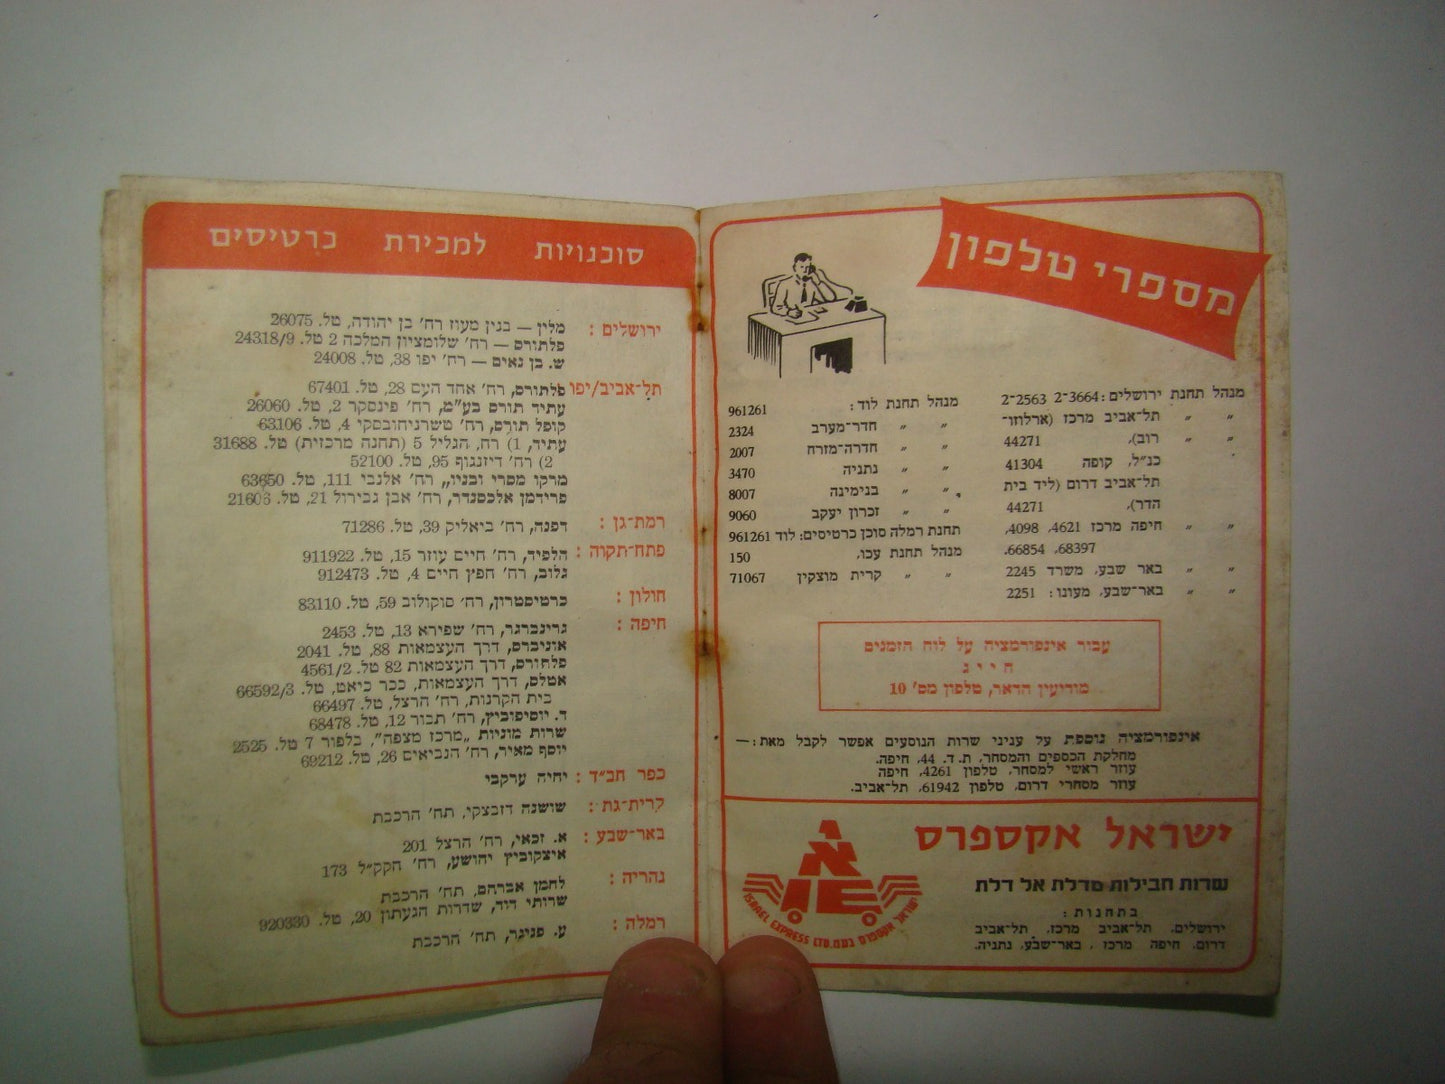 מספרי טלפון
מנהל תחנת ירושלים: 3664־2 2563־2
״ ״ תל־אביב מרכז (ארלוזו־
״ ״ רוב), 44271
כנ״ל, קופה 41304
תל־אביב דרום (ליד בית
הדר), 44271
״ ״ חיפה מרכז 4621, 4098,
68397, 66854.
״ ״ באר שבע, משרד 2245
״ ״ באר־שבע, מעונו: 2251
מנהל תחנת לוד: 961261
״ ״ חדר־מערב 2324
״ ״ חדרה־מזרח 2007
״ ״ נתניה 3470
״ ״ בנימינה 8007
״ ״ זכרון יעקב 9060
תחנת רמלה סוכן כרטיסים: לוד 961261
מנהל תחנת עכו, 150
״ ״ קרית מוצקין 71067
עבור אינפורמציה על לוח הזמנים
חייג
מודיעין הדאר, טלפון מס׳ 10
אינפורמציה נוספת על עניני שרות הנוסעים אפשר לקבל מאת: —
מחלקת הכספים והמסחר, ת.ד. 44, חיפה.
עוזר ראשי למסחר, טלפון 4261, חיפה
עוזר מסחרי דרום, טלפון 61942, תל־אביב.
ישראל אקספרס
שרות חבילות מדלת אל דלת
בתחנות:
ירושלים, תל־אביב מרכז, תל־אביב
דרום, חיפה מרכז, באר־שבע, נתניה.
אי
IE
ISRAEL EXPRESS LTD. ישראל אקספרס בעמ
סוכנויות למכירת כרטיסים
ירושלים: מלין — בנין מעוז רח׳ בן יהודה, טל. 26075
פלתורס — רח׳ שלומציון המלכה 2 טל. 24318/9
ש. בן נאים — רח׳ יפו 38, טל. 24008
תל־אביב/יפו פלתורס, רח׳ אחד העם 28, טל. 67401
עתיד תורס בע״מ, רח׳ פינסקר 2, טל. 26060
קופל תורס, רח׳ טשרניחובסקי 4, טל. 63106
עתיד, 1) רח, הגליל 5 (תחנה מרכזית) טל. 31688
2) רח׳ דיזנגוף 95, טל. 52100
מרקו מסרי ובניו,, רח׳ אלנבי 111, טל. 63650
פרידמן אלכסנדר, רח׳ אבן גבירול 21, טל. 21606
רמת־גן: דפנה, רח׳ ביאליק 39, טל. 71286
פתח־תקוה: הלפיד, רח׳ חיים עוזר 15, טל. 911922
גלוב, רח׳ חפץ חיים 4, טל. 912473
חולון: כרטיסטרון, רח׳ סוקולוב 59, טל. 83110
חיפה: גרינברגר, רח׳ שפירא 13, טל. 2453
אוניברס, דרך העצמאות 88, טל. 2041
פלתורס, דרך העצמאות 82 טל. 4561/2
אטלס, דרך העצמאות, ככר כיאט, טל. 66592/3
בית הקרנות, רח׳ הרצל, טל. 66497
ד. יוסיפוביץ, רח׳ תבור 12, טל. 68478
שרות מוניות „מרכז מצפה״, בלפור 7 טל. 2525
יוסף מאיר, רח׳ הנביאים 26, טל. 69212
כפר חב״ד: יחיה ערקבי
קרית־גת: שושנה דזבצקי, תח׳ הרכבת
באר־שבע: א. זכאי, רח׳ הרצל 201
איצקוביץ יהושע, רח׳ הקק״ל 173
נהריה: לחמן אברהם, תח׳ הרכבת
שרותי דיד, שדרות הגעתון 20, טל. 920330
רמלה: ע. פניגר, תח׳ הרכבת